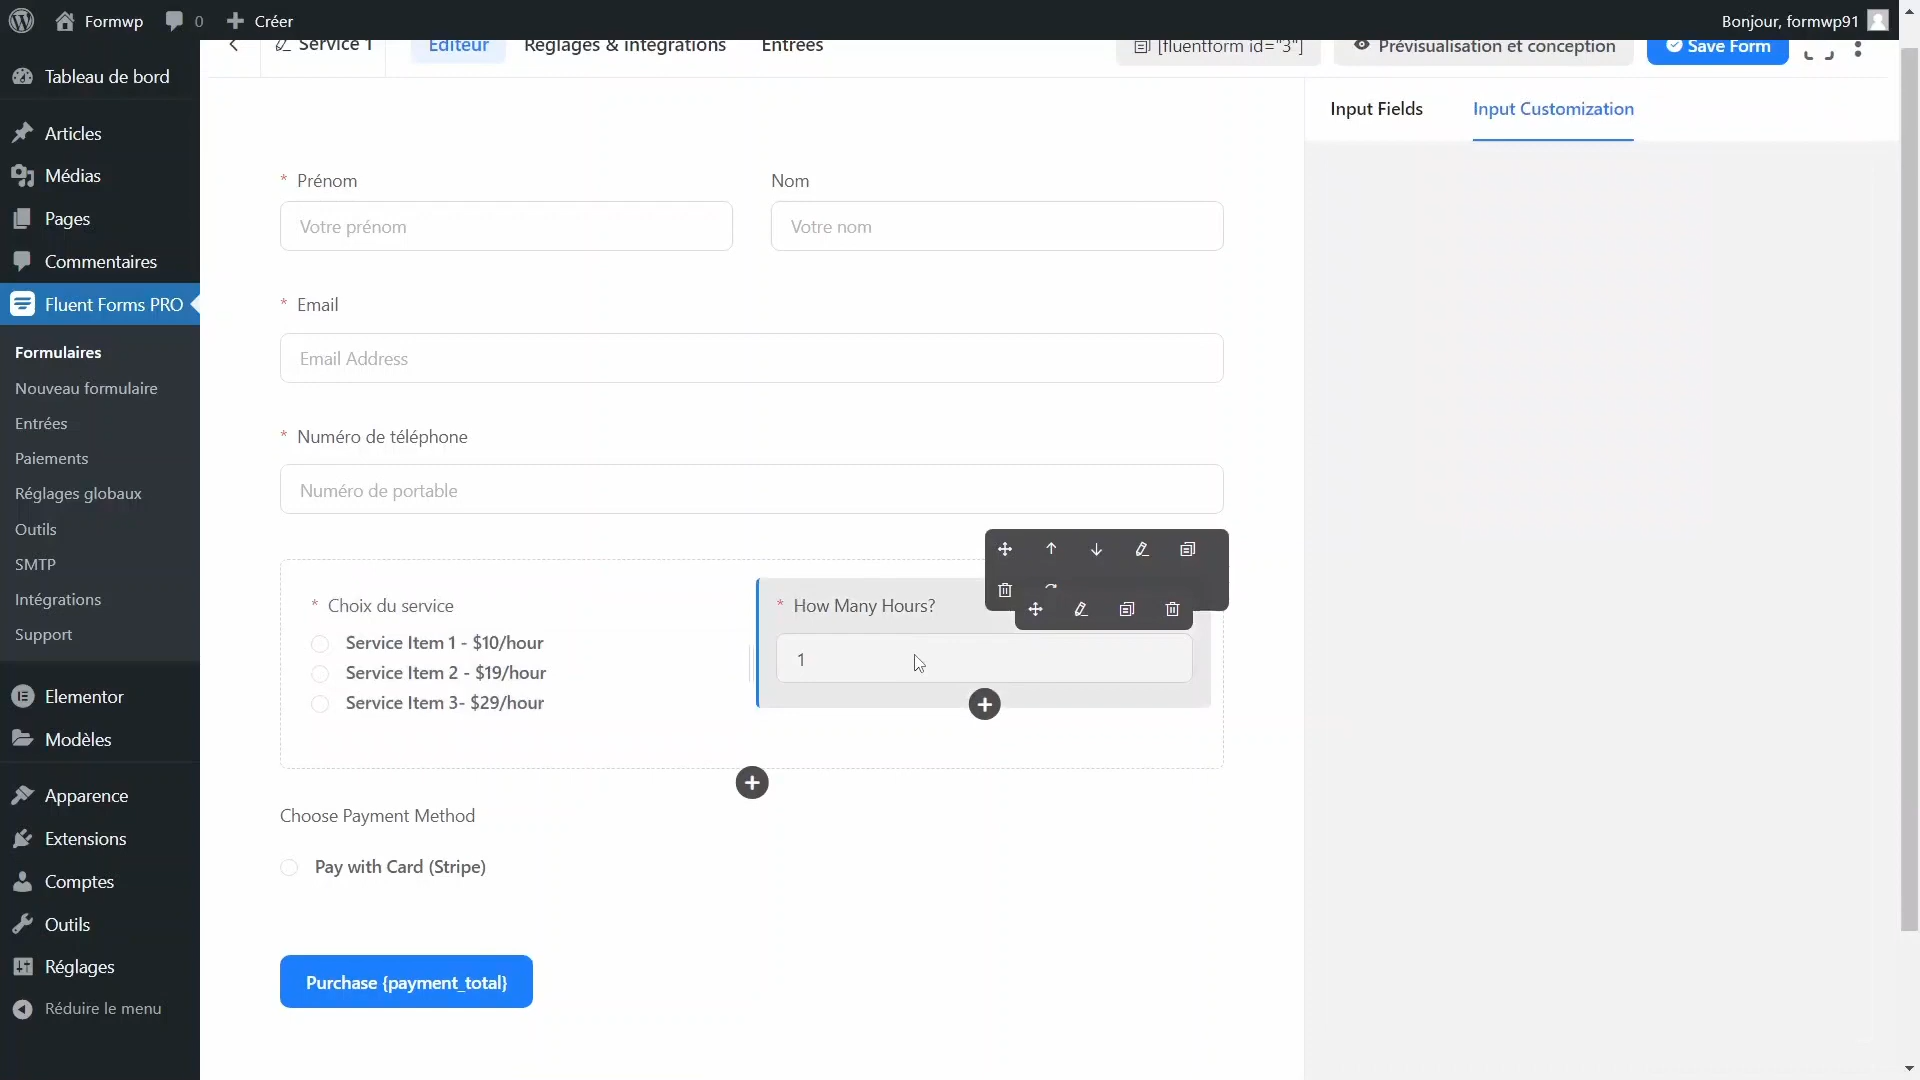 Formwp
0
Créer
Bonjour, formwp91
Service 1
Editeur
Réglages & Intégrations
Entrées
[fluentform id="3"]
Prévisualisation et conception
Save Form
Tableau de bord
Articles
Médias
Pages
Commentaires
Fluent Forms PRO
Formulaires
Nouveau formulaire
Entrées
Paiements
Réglages globaux
Outils
SMTP
Intégrations
Support
Elementor
Modèles
Apparence
Extensions
Comptes
Outils
Réglages
Réduire le menu
* Prénom
Nom
Votre prénom
Votre nom
* Email
Email Address
* Numéro de téléphone
Numéro de portable
* Choix du service
Service Item 1 - $10/hour
Service Item 2 - $19/hour
Service Item 3- $29/hour
* How Many Hours?
1
Choose Payment Method
Pay with Card (Stripe)
Purchase {payment_total}
Input Fields
Input Customization